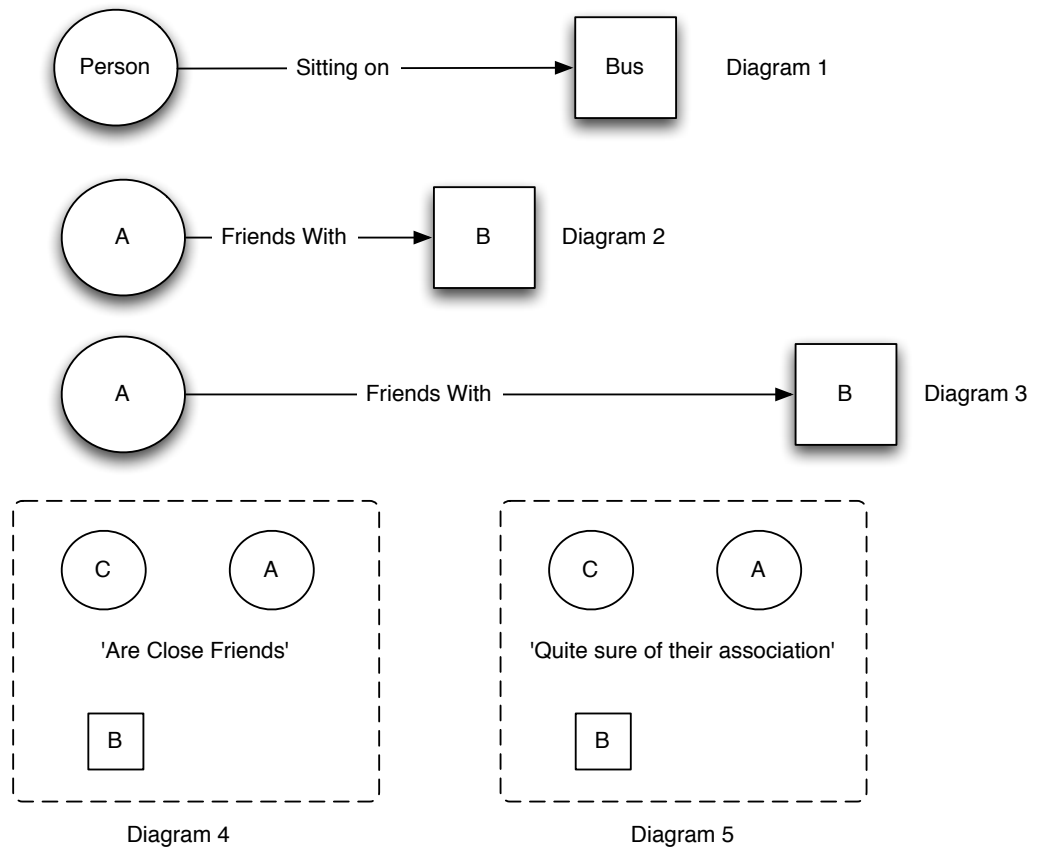 Person
Sitting on
Bus
Diagram 1
A
Friends With
B
Diagram 2
A
Friends With
B
Diagram 3
C
A
'Are Close Friends'
B
Diagram 4
C
A
'Quite sure of their association'
B
Diagram 5